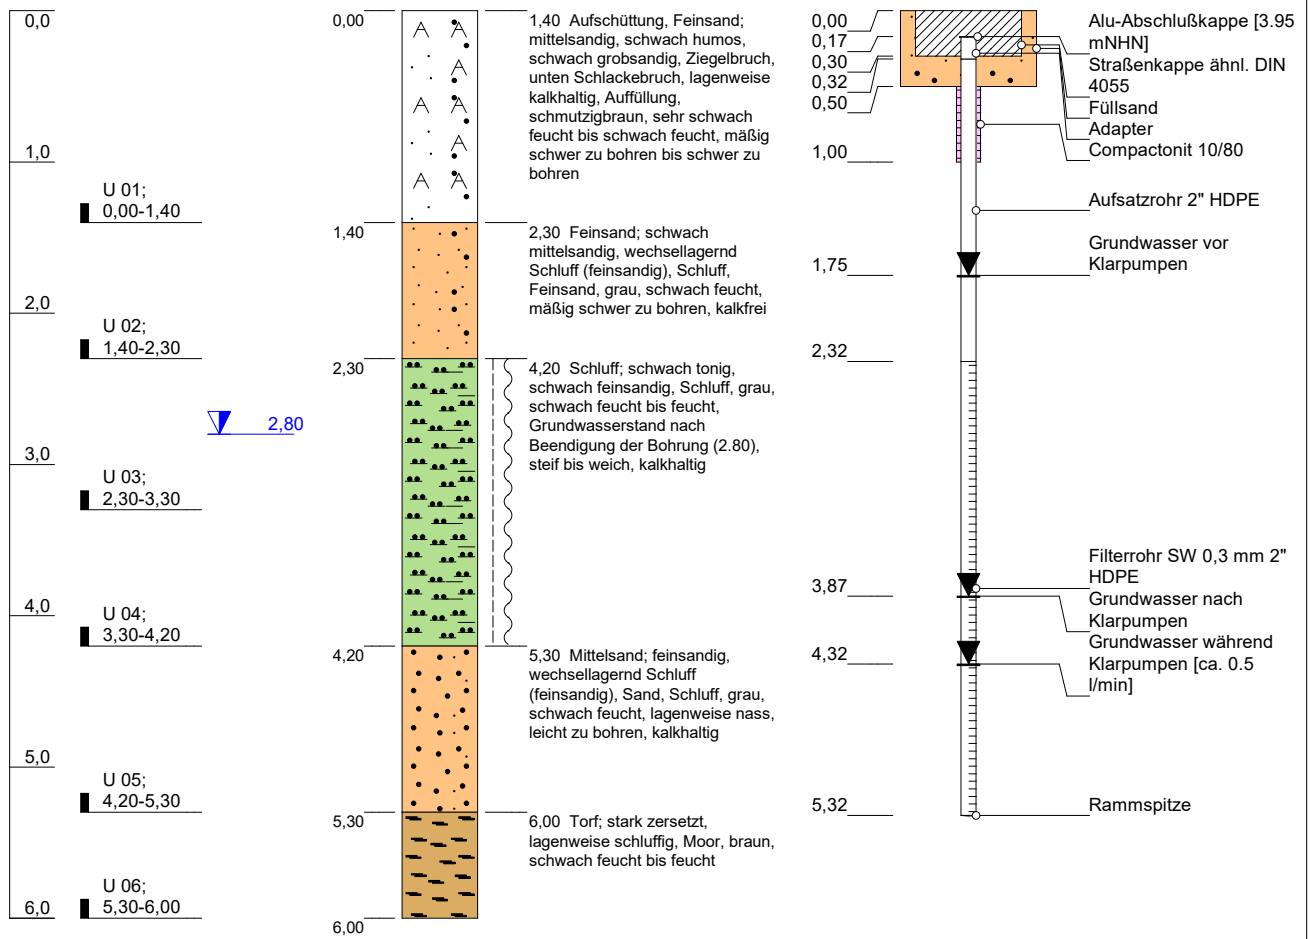 0,0
1,0
2,0
3,0
4,0
5,0
6,0
U 01;
0,00-1,40
U 02;
1,40-2,30
U 03;
2,30-3,30
U 04;
3,30-4,20
U 05;
4,20-5,30
U 06;
5,30-6,00
2,80
0,00
1,40
2,30
4,20
5,30
6,00
1,40 Aufschüttung, Feinsand;
mittelsandig, schwach humos,
schwach grobsandig, Ziegelbruch,
unten Schlackebruch, lagenweise
kalkhaltig, Auffüllung,
schmutzigbraun, sehr schwach
feucht bis schwach feucht, mäßig
schwer zu bohren bis schwer zu
bohren
2,30 Feinsand; schwach
mittelsandig, wechsellagernd
Schluff (feinsandig), Schluff,
Feinsand, grau, schwach feucht,
mäßig schwer zu bohren, kalkfrei
4,20 Schluff; schwach tonig,
schwach feinsandig, Schluff, grau,
schwach feucht bis feucht,
Grundwasserstand nach
Beendigung der Bohrung (2.80),
steif bis weich, kalkhaltig
5,30 Mittelsand; feinsandig,
wechsellagernd Schluff
(feinsandig), Sand, Schluff, grau,
schwach feucht, lagenweise nass,
leicht zu bohren, kalkhaltig
6,00 Torf; stark zersetzt,
lagenweise schluffig, Moor, braun,
schwach feucht bis feucht
0,00
0,17
0,30
0,32
0,50
1,00
1,75
2,32
3,87
4,32
5,32
Alu-Abschlußkappe [3.95
mNHN]
Straßenkappe ähnl. DIN
4055
Füllsand
Adapter
Compactonit 10/80
Aufsatzrohr 2" HDPE
Grundwasser vor
Klarpumpen
Filterrohr SW 0,3 mm 2"
HDPE
Grundwasser nach
Klarpumpen
Grundwasser während
Klarpumpen [ca. 0.5
l/min]
Rammspitze